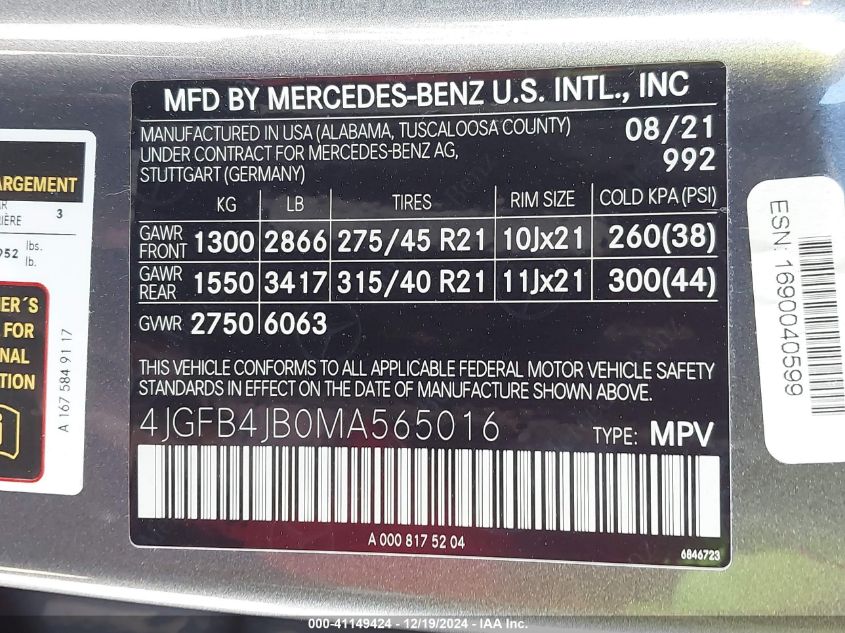 MFD BY MERCEDES-BENZ U.S. INTL., INC
MANUFACTURED IN USA (ALABAMA, TUSCALOOSA COUNTY) 08/21
UNDER CONTRACT FOR MERCEDES-BENZ AG, 992
STUTTGART (GERMANY)
KG LB TIRES RIM SIZE COLD KPA (PSI)
GAWR FRONT 1300 2866 275/45 R21 10Jx21 260(38)
GAWR REAR 1550 3417 315/40 R21 11Jx21 300(44)
GVWR 2750 6063
THIS VEHICLE CONFORMS TO ALL APPLICABLE FEDERAL MOTOR VEHICLE SAFETY
STANDARDS IN EFFECT ON THE DATE OF MANUFACTURE SHOWN ABOVE.
4JGFB4JB0MA565016 TYPE: MPV
A 000 817 52 04
6846723
ARGEMENT
3
lbs.
lb.
FOR
A 167 584 91 17
ESN: 1690040599
000-41149424 - 12/19/2024 - IAA Inc.